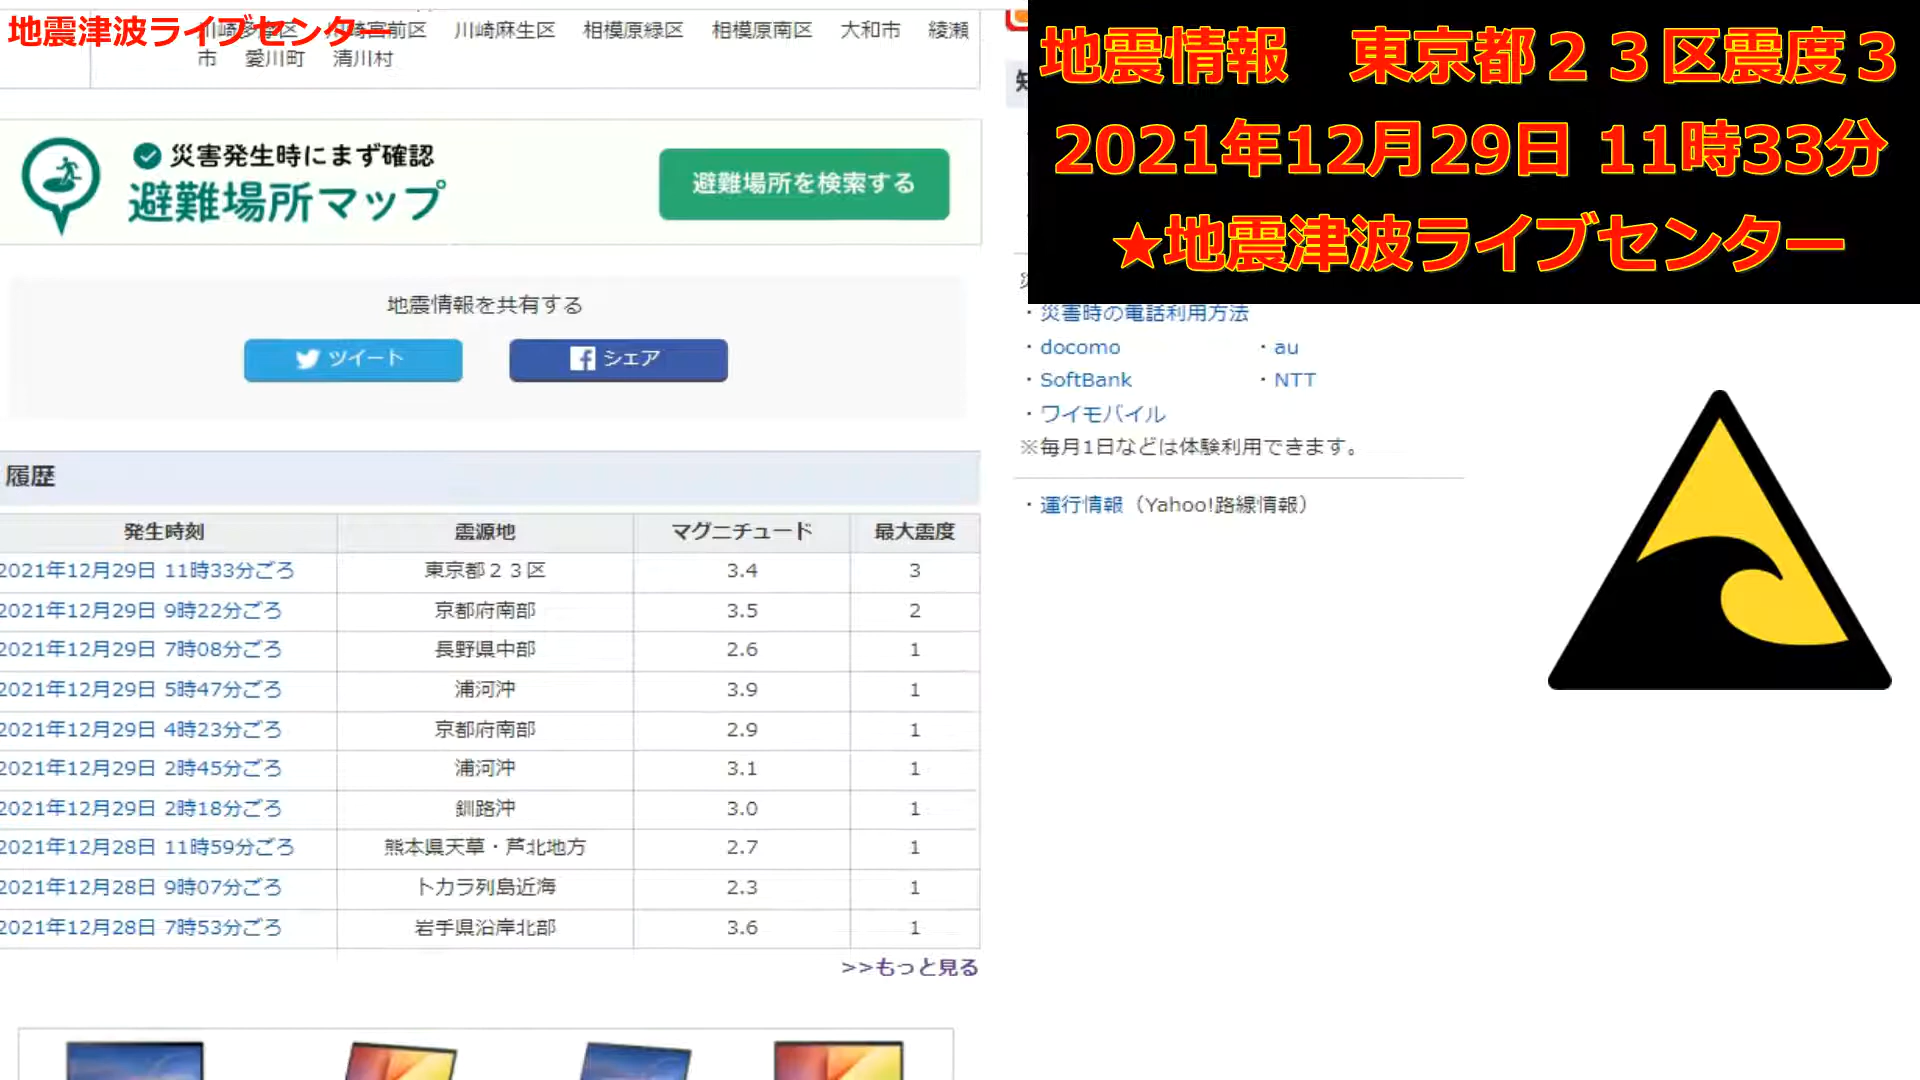 地震津波ライブセンター
川崎麻生区 相模原緑区 相模原南区 大和市 綾瀬
市 愛川町 清川村
災害発生時にまず確認
避難場所マップ
避難場所を検索する
地震情報を共有する
ツイート
シェア
履歴
発生時刻 震源地 マグニチュード 最大震度
2021年12月29日 11時33分ごろ 東京都２３区 3.4 3
2021年12月29日 9時22分ごろ 京都府南部 3.5 2
2021年12月29日 7時08分ごろ 長野県中部 2.6 1
2021年12月29日 5時47分ごろ 浦河沖 3.9 1
2021年12月29日 4時23分ごろ 京都府南部 2.9 1
2021年12月29日 2時45分ごろ 浦河沖 3.1 1
2021年12月29日 2時18分ごろ 釧路沖 3.0 1
2021年12月28日 11時59分ごろ 熊本県天草・芦北地方 2.7 1
2021年12月28日 9時07分ごろ トカラ列島近海 2.3 1
2021年12月28日 7時53分ごろ 岩手県沿岸北部 3.6 1
>>もっと見る
地震情報　東京都２３区震度３
2021年12月29日 11時33分
★地震津波ライブセンター
・災害時の電話利用方法
・docomo ・au
・SoftBank ・NTT
・ワイモバイル
※毎月1日などは体験利用できます。
・運行情報（Yahoo!路線情報）